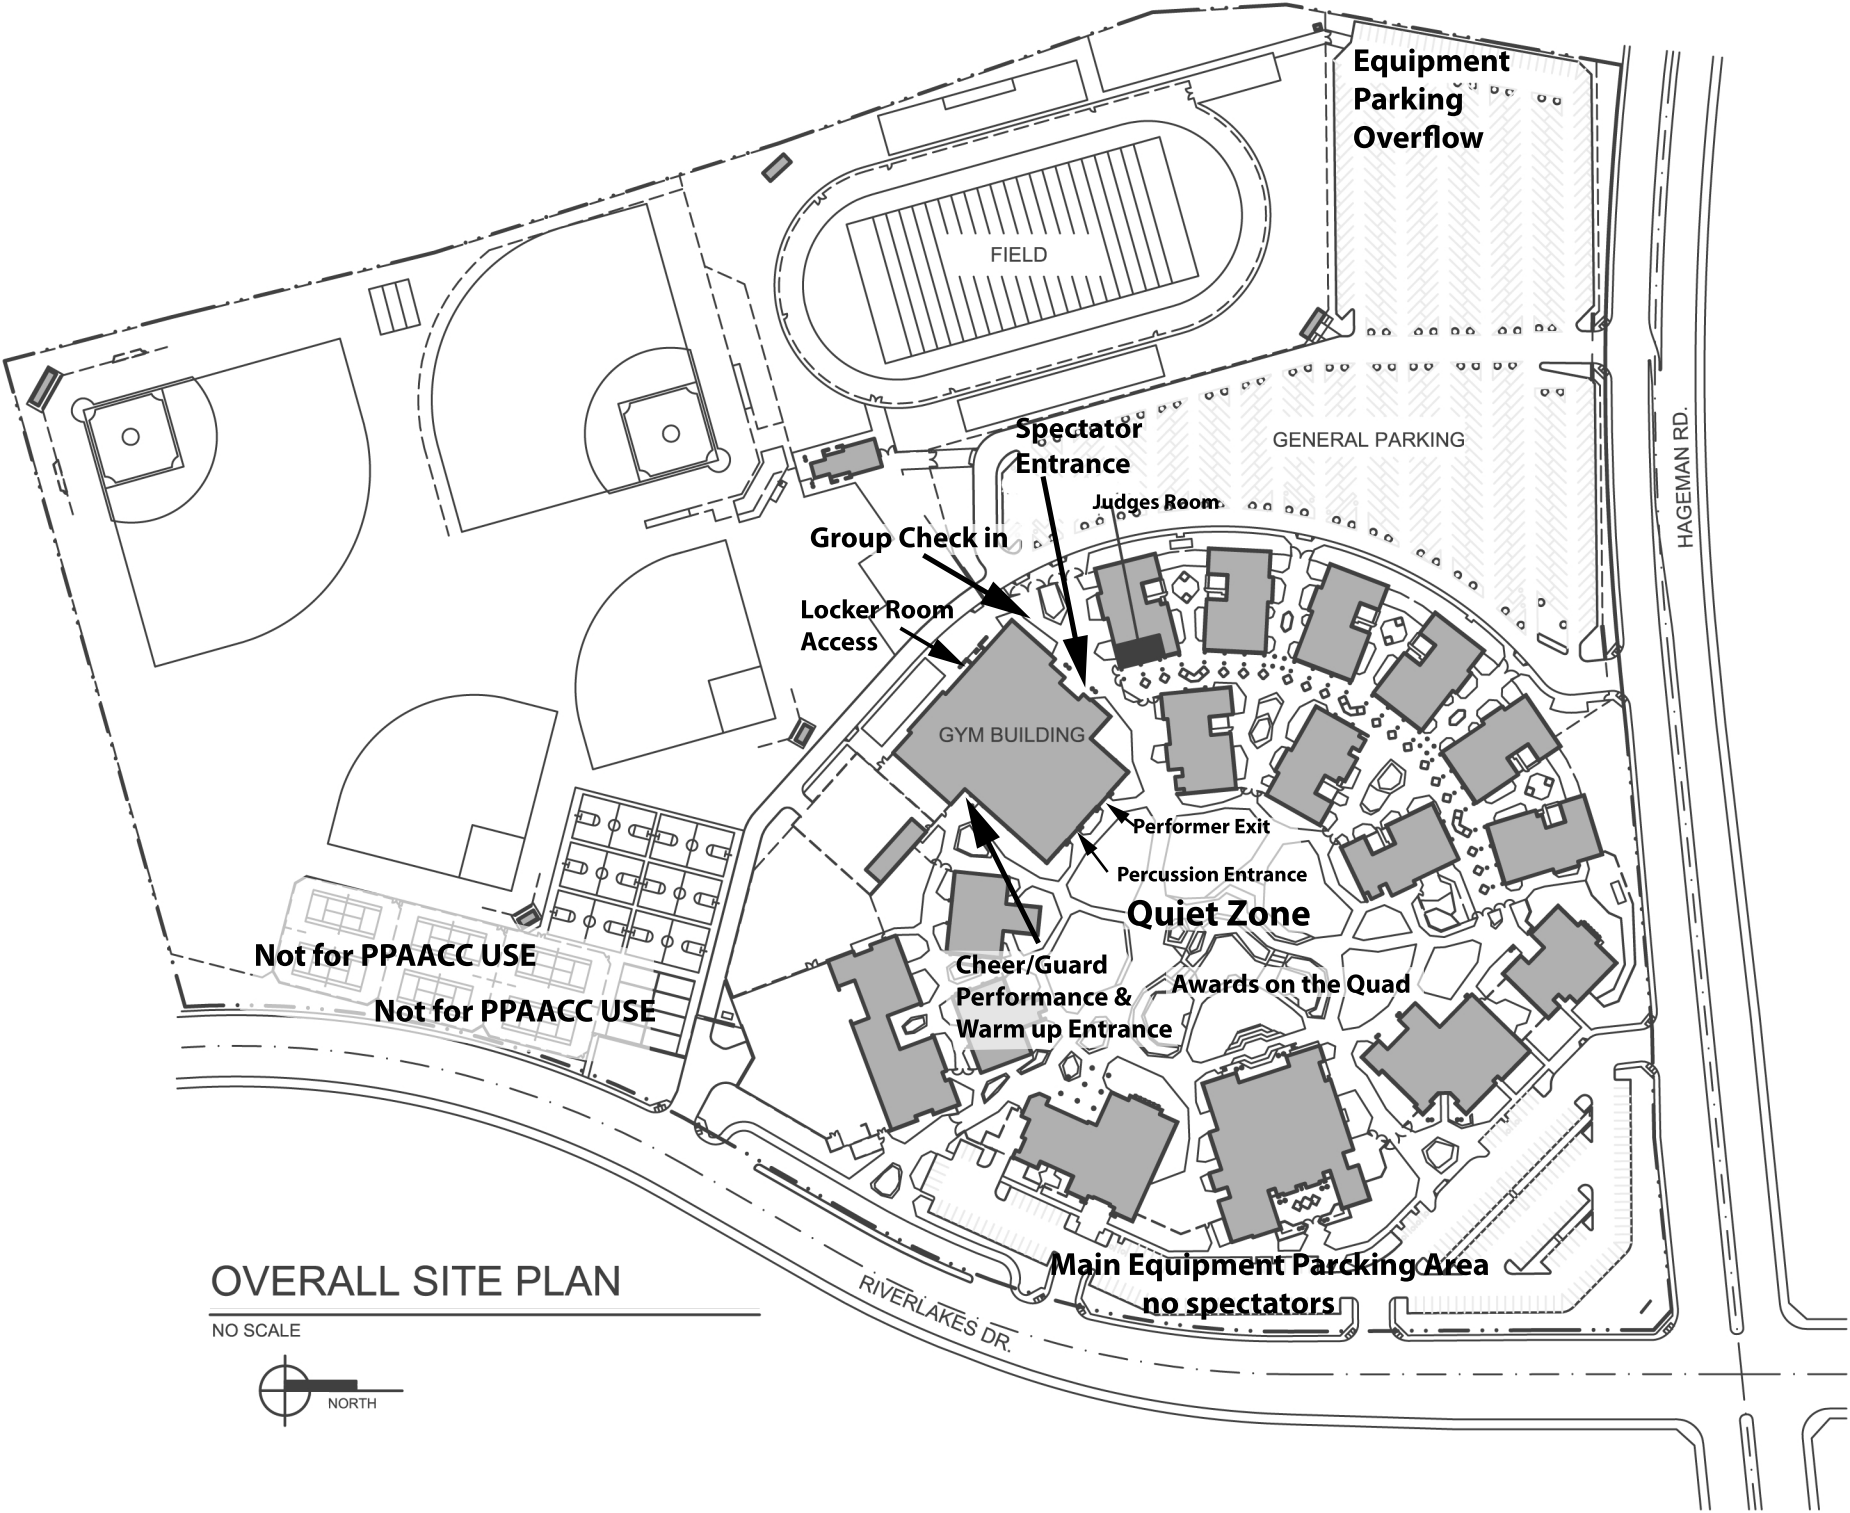 Equipment
Parking
Overflow
FIELD
GENERAL PARKING
HAGEMAN RD.
Spectator
Entrance
Judges Room
Group Check in
Locker Room
Access
GYM BUILDING
Performer Exit
Percussion Entrance
Quiet Zone
Not for PPAACC USE
Not for PPAACC USE
Cheer/Guard
Performance &
Warm up Entrance
Awards on the Quad
Main Equipment Parcking Area
no spectators
RIVERLAKES DR.
OVERALL SITE PLAN
NO SCALE
NORTH